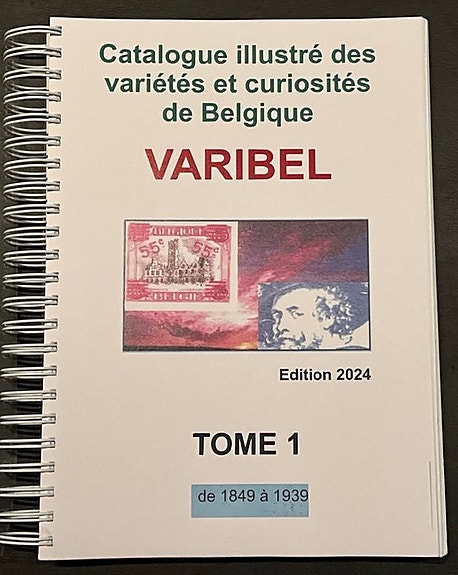 Catalogue illustré des
variétés et curiosités
de Belgique
VARIBEL
BELGIQUE
55c 55c
BELGIË
Edition 2024
TOME 1
de 1849 à 1939